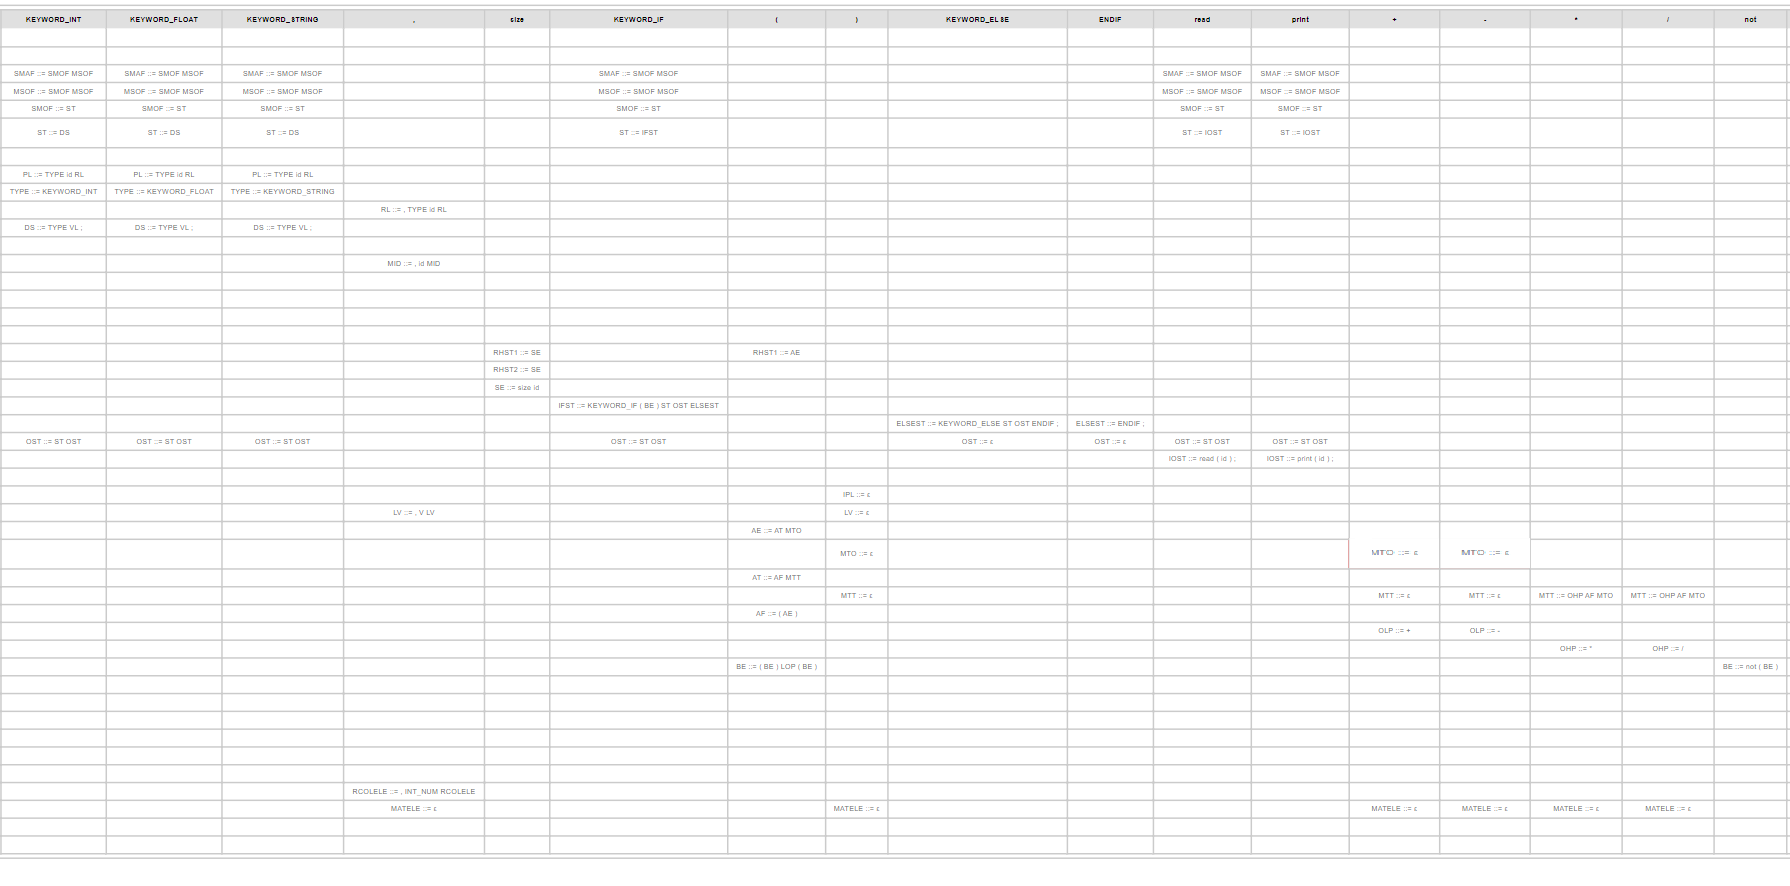 KEYWORD_INT KEYWORD_FLOAT KEYWORD_STRING , size KEYWORD_IF ( ) KEYWORD_ELSE ENDIF read print + - * / not
SMAF ::= SMOF MSOF SMAF ::= SMOF MSOF SMAF ::= SMOF MSOF SMAF ::= SMOF MSOF SMAF ::= SMOF MSOF SMAF ::= SMOF MSOF
MSOF ::= SMOF MSOF MSOF ::= SMOF MSOF MSOF ::= SMOF MSOF MSOF ::= SMOF MSOF MSOF ::= SMOF MSOF MSOF ::= SMOF MSOF
SMOF ::= ST SMOF ::= ST SMOF ::= ST SMOF ::= ST SMOF ::= ST SMOF ::= ST
ST ::= DS ST ::= DS ST ::= DS ST ::= IFST ST ::= IOST ST ::= IOST
PL ::= TYPE id RL PL ::= TYPE id RL PL ::= TYPE id RL
TYPE ::= KEYWORD_INT TYPE ::= KEYWORD_FLOAT TYPE ::= KEYWORD_STRING
RL ::= , TYPE id RL
DS ::= TYPE VL ; DS ::= TYPE VL ; DS ::= TYPE VL ;
MID ::= , id MID
RHST1 ::= SE RHST1 ::= AE
RHST2 ::= SE
SE ::= size id
IFST ::= KEYWORD_IF ( BE ) ST OST ELSEST
ELSEST ::= KEYWORD_ELSE ST OST ENDIF ; ELSEST ::= ENDIF ;
OST ::= ST OST OST ::= ST OST OST ::= ST OST OST ::= ST OST OST ::= ε OST ::= ε OST ::= ST OST OST ::= ST OST
IOST ::= read ( id ) ; IOST ::= print ( id ) ;
IPL ::= ε
LV ::= , V LV LV ::= ε
AE ::= AT MTO
MTO ::= ε MTO ::= ε MTO ::= ε
AT ::= AF MTT
MTT ::= ε MTT ::= ε MTT ::= ε MTT ::= OHP AF MTO MTT ::= OHP AF MTO
AF ::= ( AE )
OLP ::= + OLP ::= -
OHP ::= * OHP ::= /
BE ::= ( BE ) LOP ( BE ) BE ::= not ( BE )
RCOLELE ::= , INT_NUM RCOLELE
MATELE ::= ε MATELE ::= ε MATELE ::= ε MATELE ::= ε MATELE ::= ε MATELE ::= ε